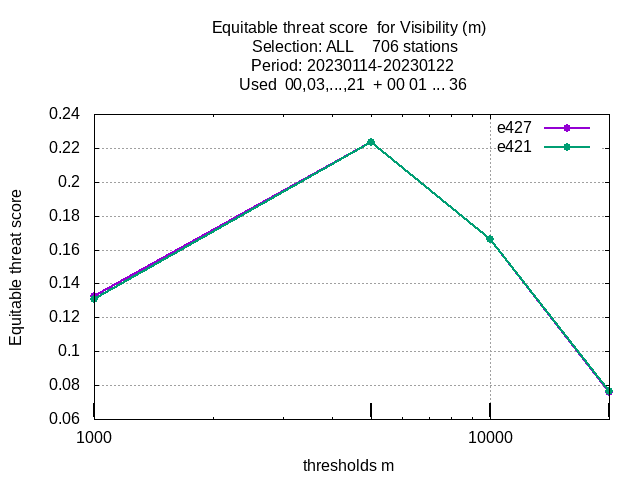 Equitable threat score  for Visibility (m)
Selection: ALL    706 stations
Period: 20230114-20230122
Used  00,03,...,21  + 00 01 ... 36
e427
e421
Equitable threat score
0.24
0.22
0.2
0.18
0.16
0.14
0.12
0.1
0.08
0.06
1000
10000
thresholds m